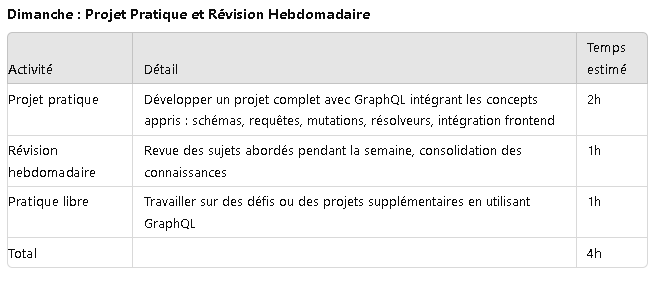 Dimanche : Projet Pratique et Révision Hebdomadaire
Activité
Détail
Temps
estimé
Projet pratique
Développer un projet complet avec GraphQL intégrant les concepts
appris : schémas, requêtes, mutations, résolveurs, intégration frontend
2h
Révision
hebdomadaire
Revue des sujets abordés pendant la semaine, consolidation des
connaissances
1h
Pratique libre
Travailler sur des défis ou des projets supplémentaires en utilisant
GraphQL
1h
Total
4h